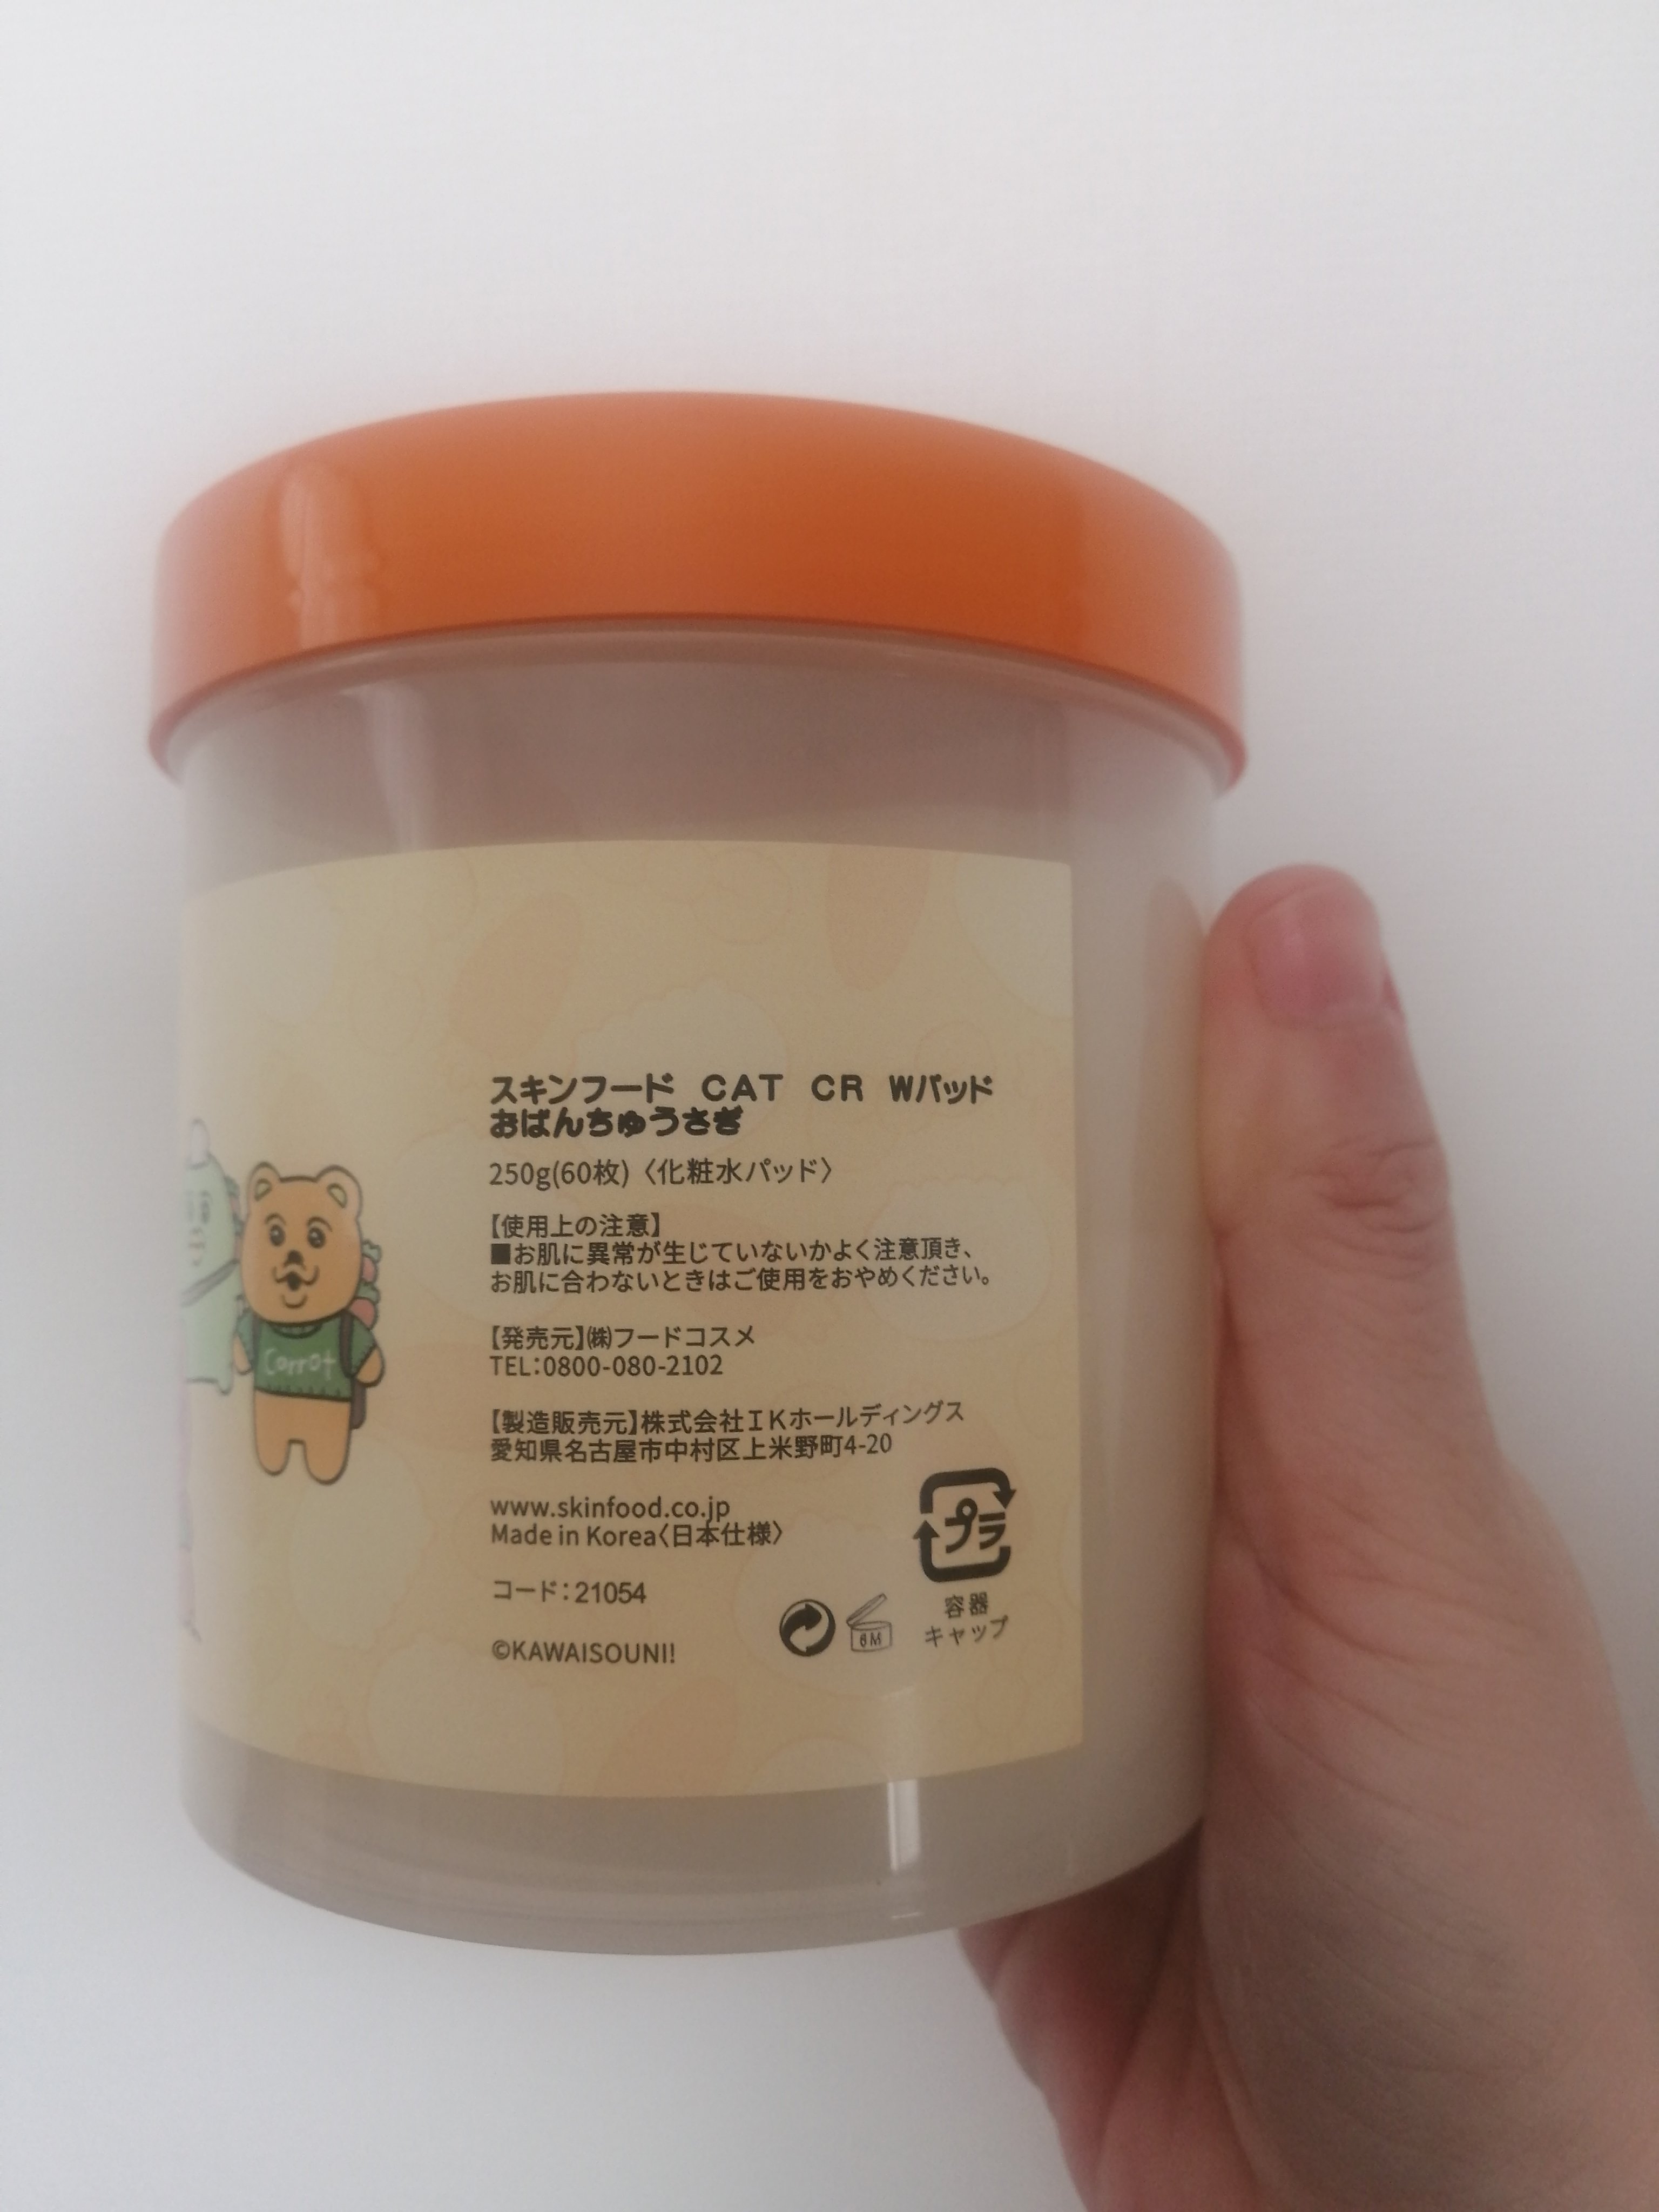 スキンフード CAT CR Wパッド
おぱんちゅうさぎ
250g(60枚)〈化粧水パッド〉
【使用上の注意】
■お肌に異常が生じていないかよく注意頂き、
お肌に合わないときはご使用をおやめください。
【発売元】㈱フードコスメ
TEL:0800-080-2102
【製造販売元】株式会社IKホールディングス
愛知県名古屋市中村区上米野町4-20
www.skinfood.co.jp
Made in Korea〈日本仕様〉
コード:21054
©KAWAISOUNI!
6M
プラ
容器
キャップ
Carrot